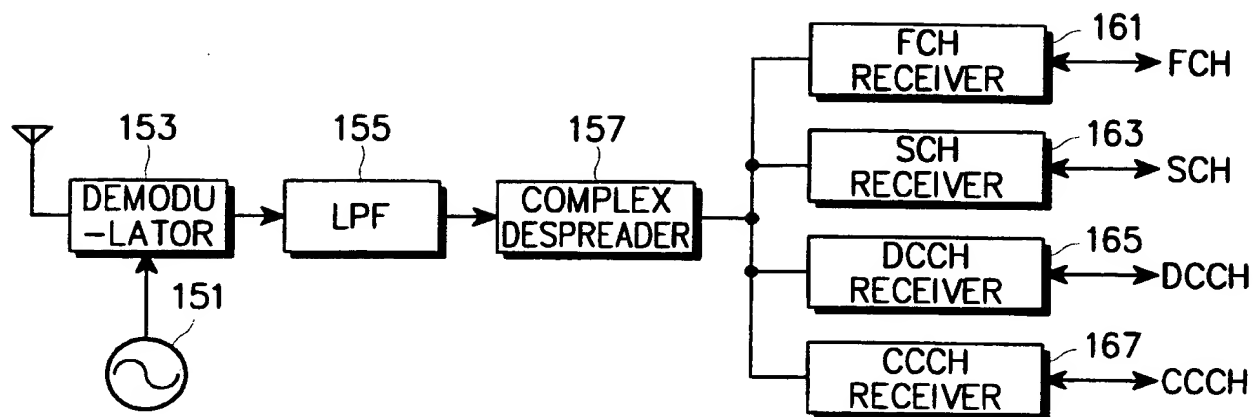 153
DEMODU
-LATOR
151
155
LPF
157
COMPLEX
DESPREADER
161
FCH
RECEIVER
FCH
163
SCH
RECEIVER
SCH
165
DCCH
RECEIVER
DCCH
167
CCCH
RECEIVER
CCCH